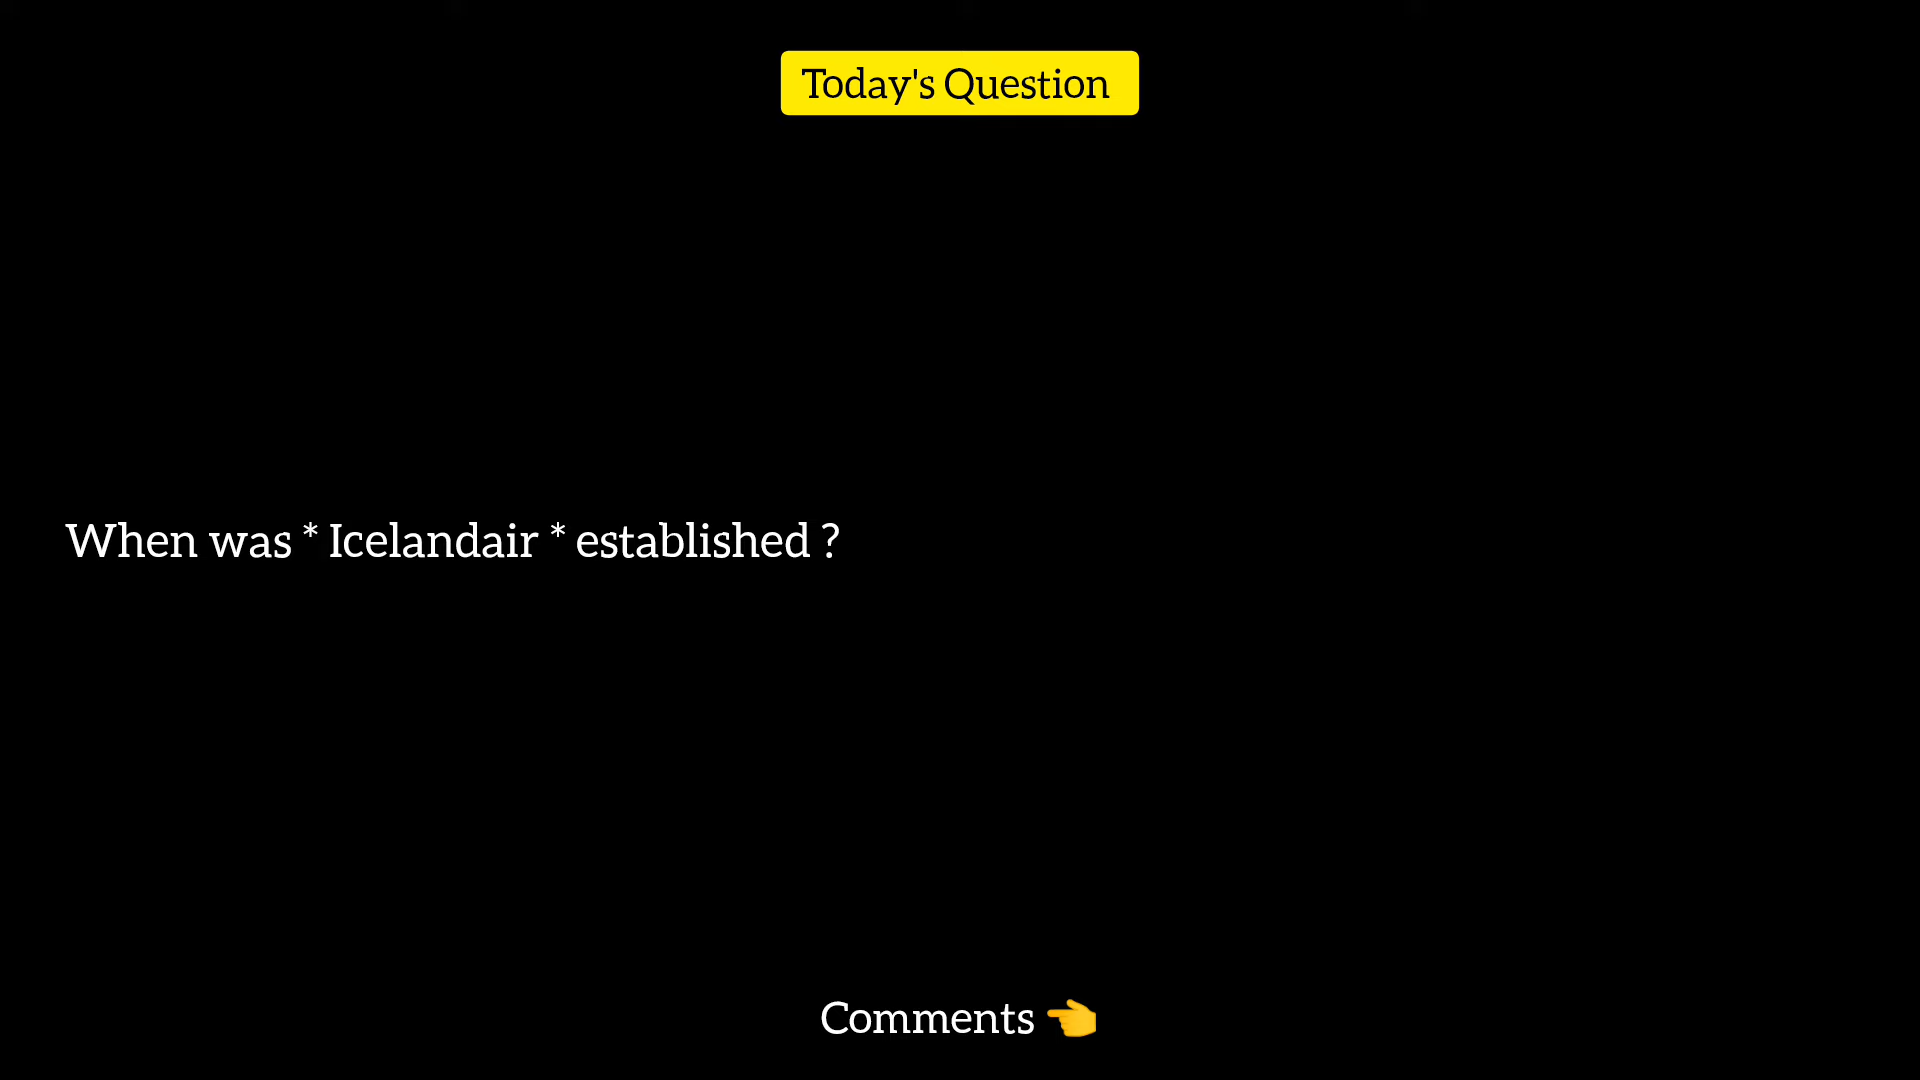 Today's Question
When was * Icelandair * established ?
Comments 👈